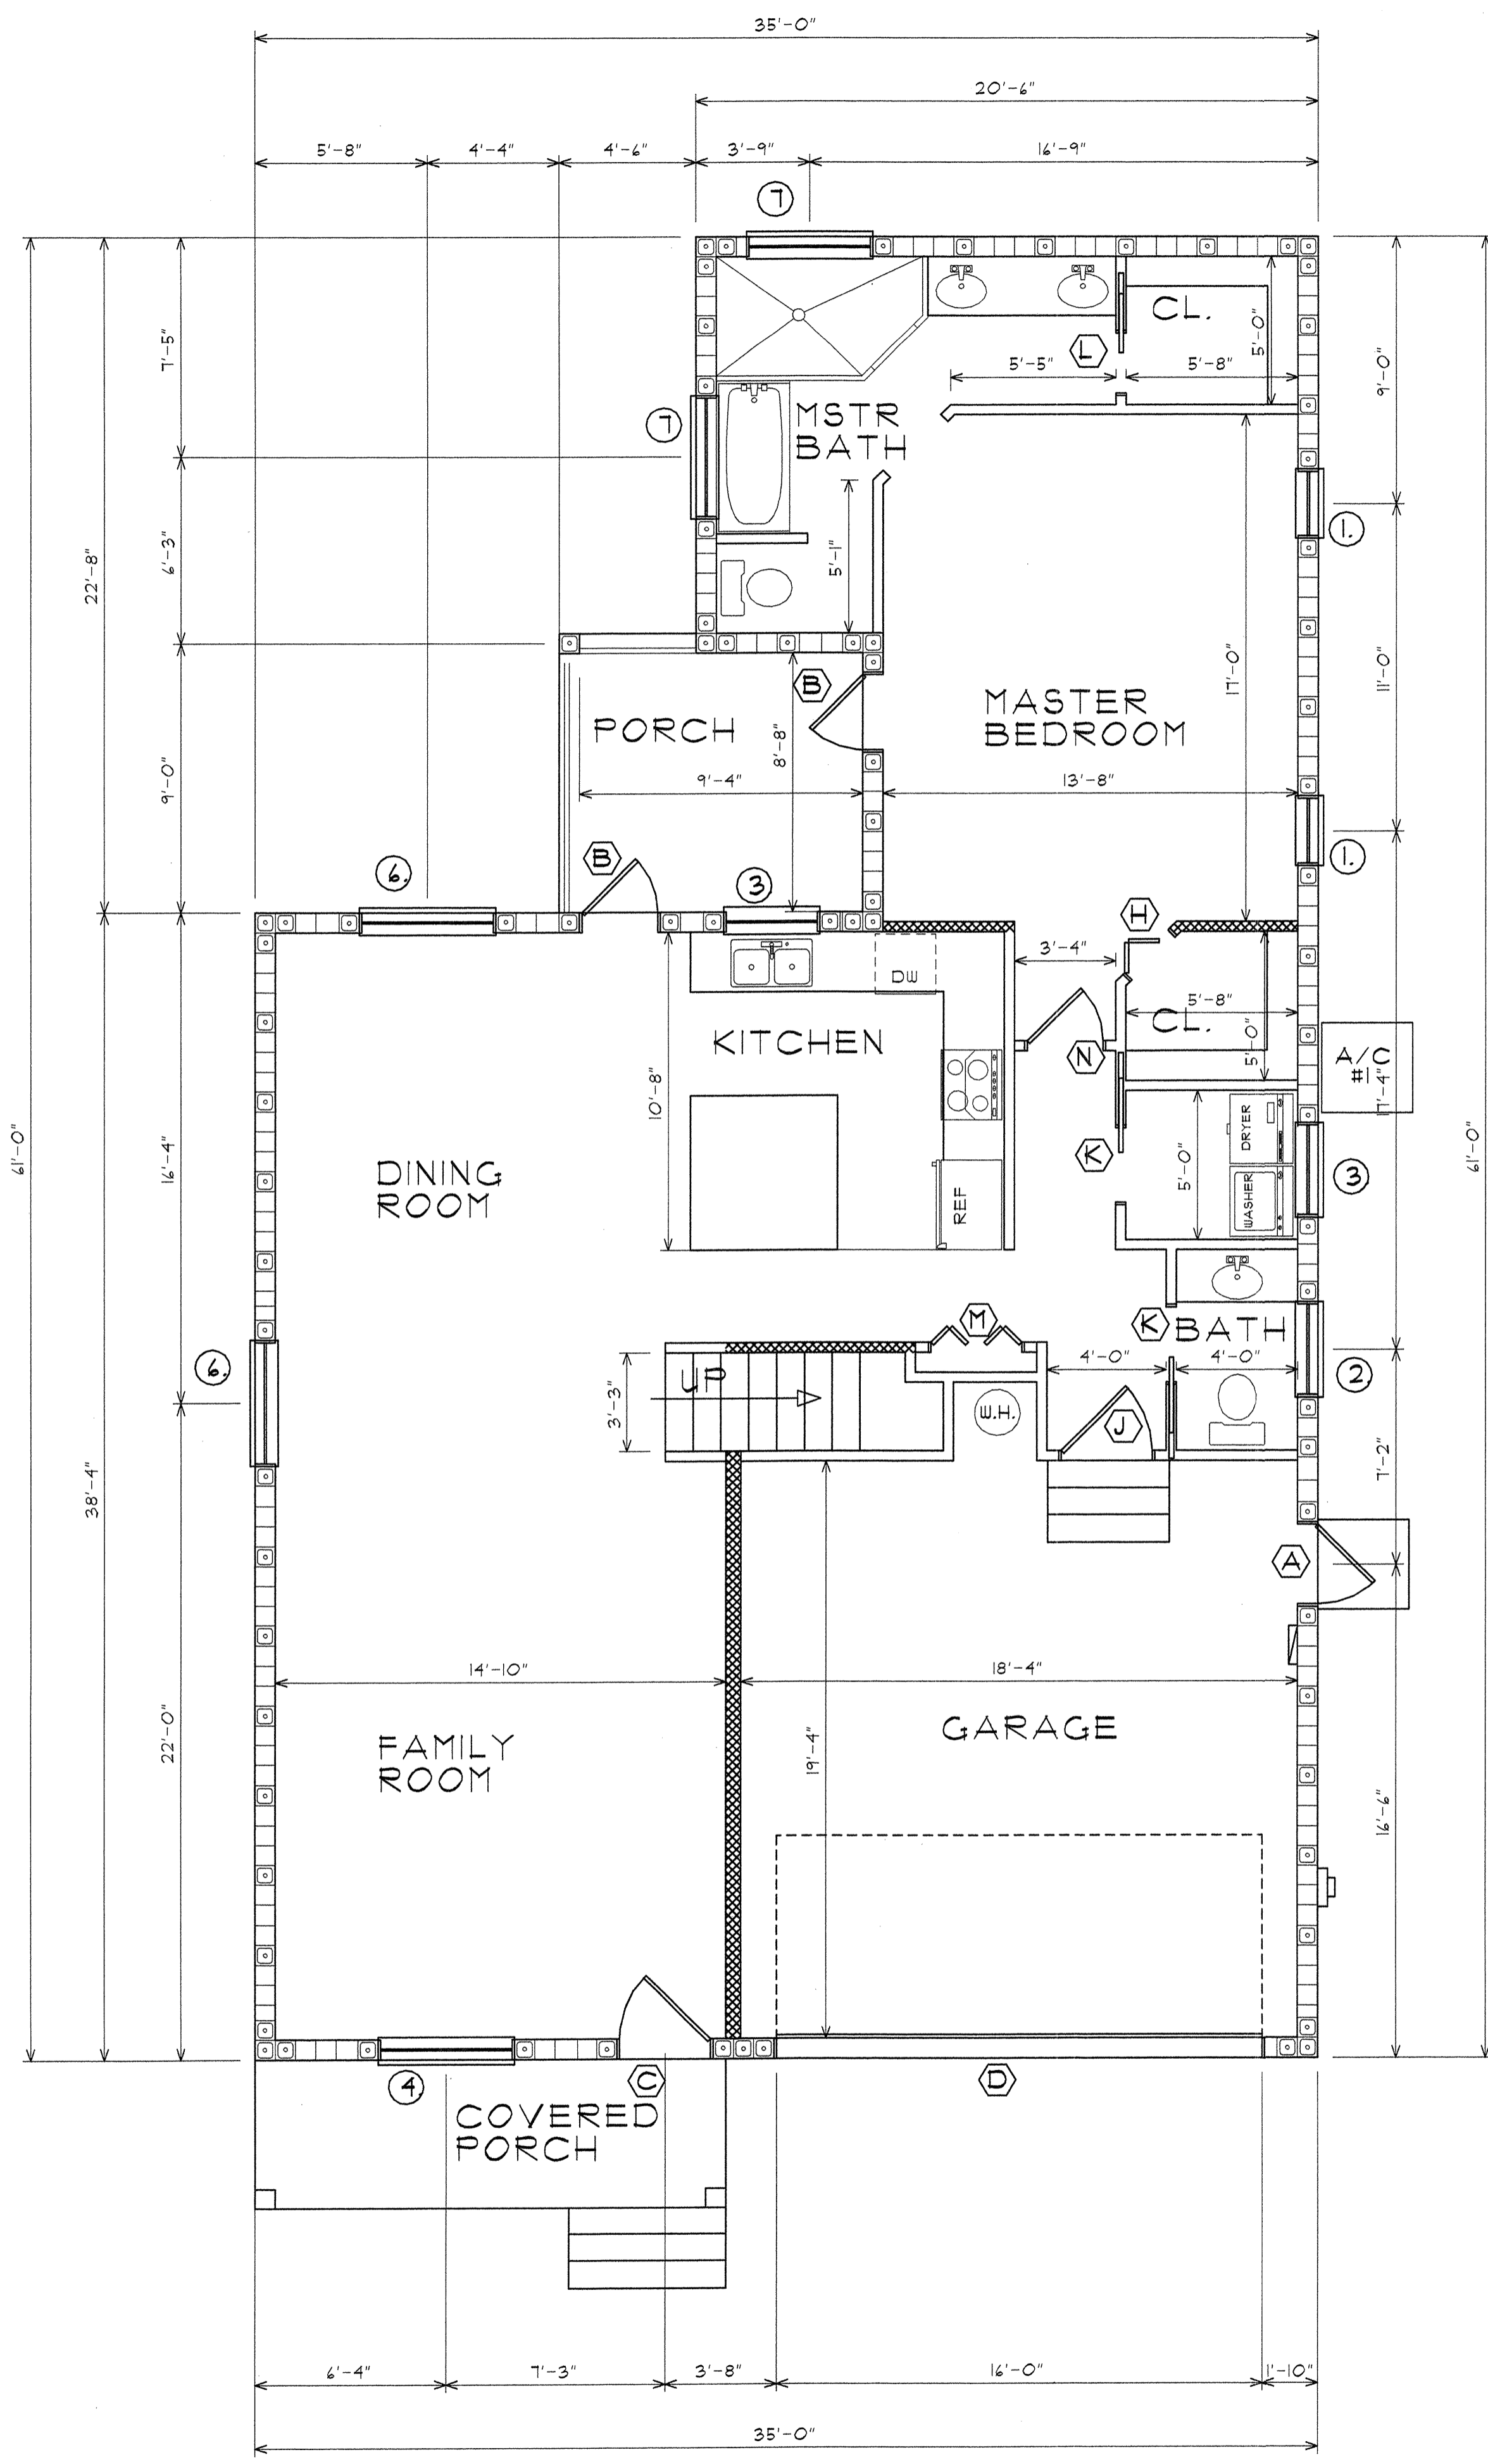 35'-0"
20'-6"
5'-8"
4'-4"
4'-6"
3'-9"
16'-9"
7
CL.
7'-5"
5'-0"
L
5'-5"
5'-8"
9'-0"
7
MSTR
BATH
1.
22'-8"
6'-3"
5'-1"
B
17'-0"
11'-0"
MASTER
BEDROOM
PORCH
8'-8"
9'-0"
9'-4"
13'-8"
B
1.
6.
3
H
3'-4"
DW
5'-8"
CL.
KITCHEN
N
5'-0"
A/C
#1
17'-4"
10'-8"
DRYER
61'-0"
16'-4"
K
61'-0"
DINING
ROOM
5'-0"
3
WASHER
REF
M
K
BATH
6.
4'-0"
4'-0"
2.
UP
3'-3"
W.H.
J
7'-2"
38'-4"
A
14'-10"
18'-4"
22'-0"
GARAGE
FAMILY
ROOM
19'-4"
16'-6"
4.
C
D
COVERED
PORCH
6'-4"
7'-3"
3'-8"
16'-0"
1'-10"
35'-0"